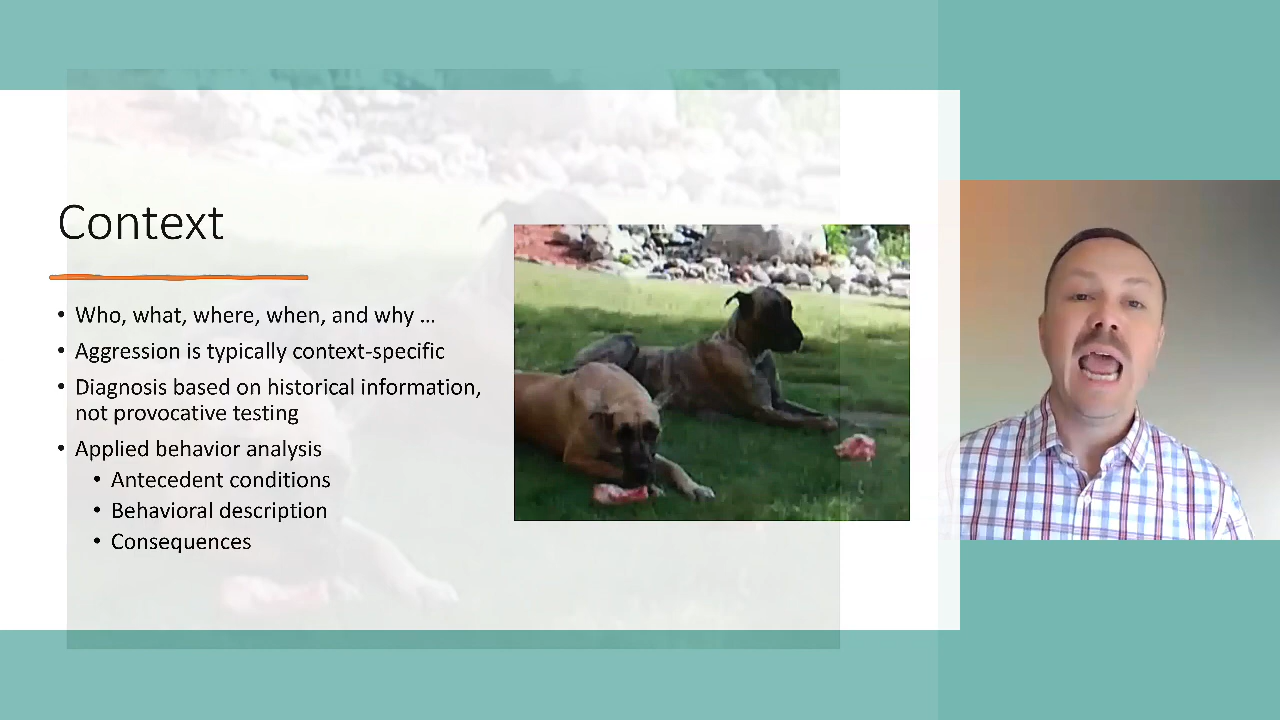 Context
• Who, what, where, when, and why ...
• Aggression is typically context-specific
• Diagnosis based on historical information,
not provocative testing
• Applied behavior analysis
• Antecedent conditions
• Behavioral description
• Consequences